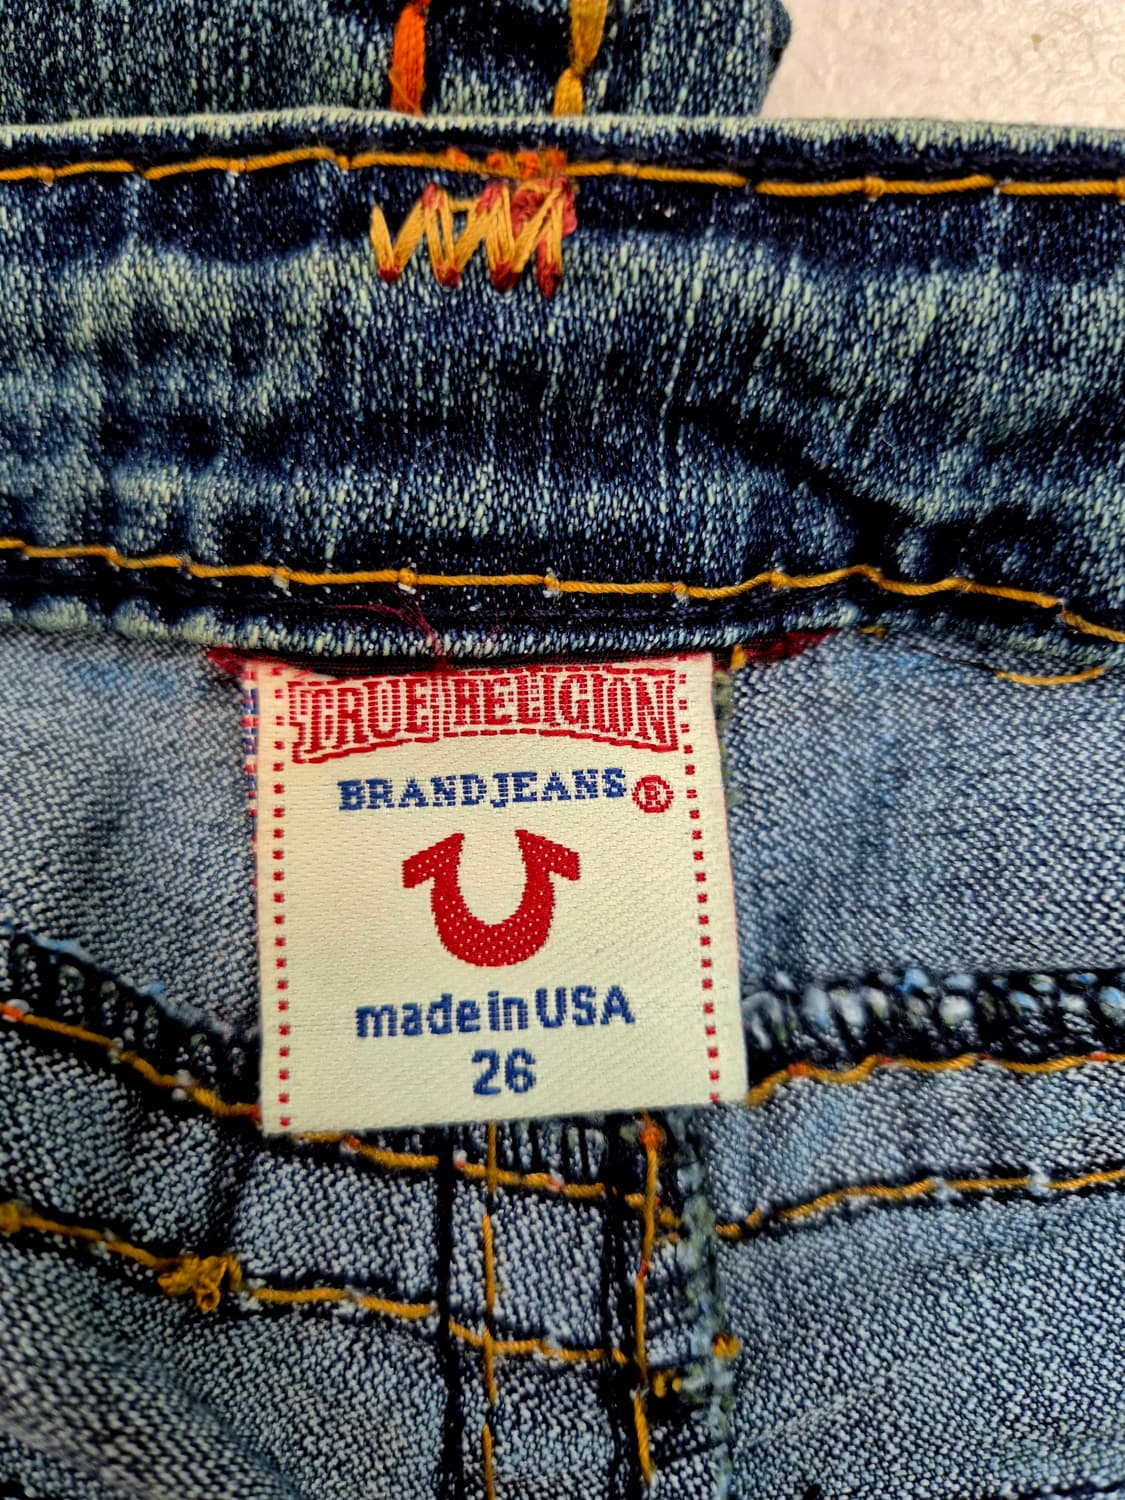 TRUE RELIGION
BRAND JEANS ®
made in USA
26